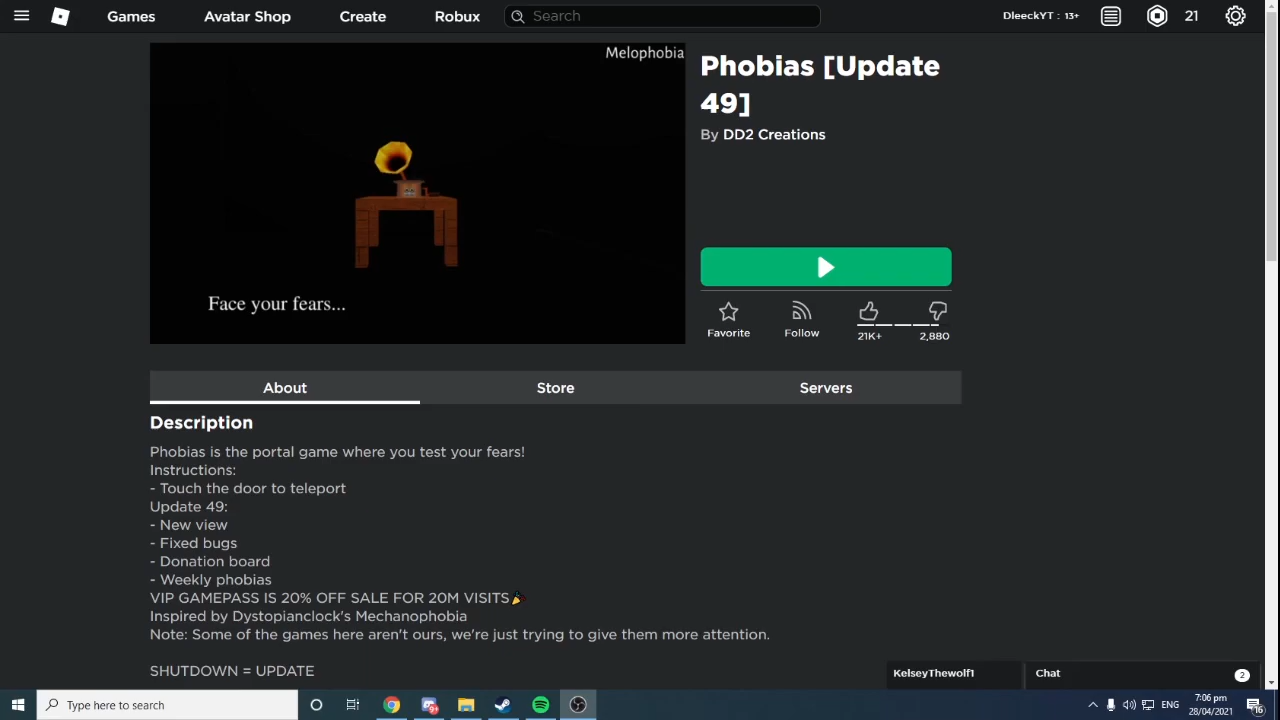 Games
Avatar Shop
Create
Robux
Search
DleeckYT : 13+
21
Melophobia
Face your fears...
Phobias [Update
49]
By DD2 Creations
Favorite
Follow
21K+
2,880
About
Store
Servers
Description
Phobias is the portal game where you test your fears!
Instructions:
- Touch the door to teleport
Update 49:
- New view
- Fixed bugs
- Donation board
- Weekly phobias
VIP GAMEPASS IS 20% OFF SALE FOR 20M VISITS🎉
Inspired by Dystopianclock's Mechanophobia
Note: Some of the games here aren't ours, we're just trying to give them more attention.
SHUTDOWN = UPDATE
KelseyThewolf1
Chat
2
Type here to search
ENG
7:06 pm
28/04/2021